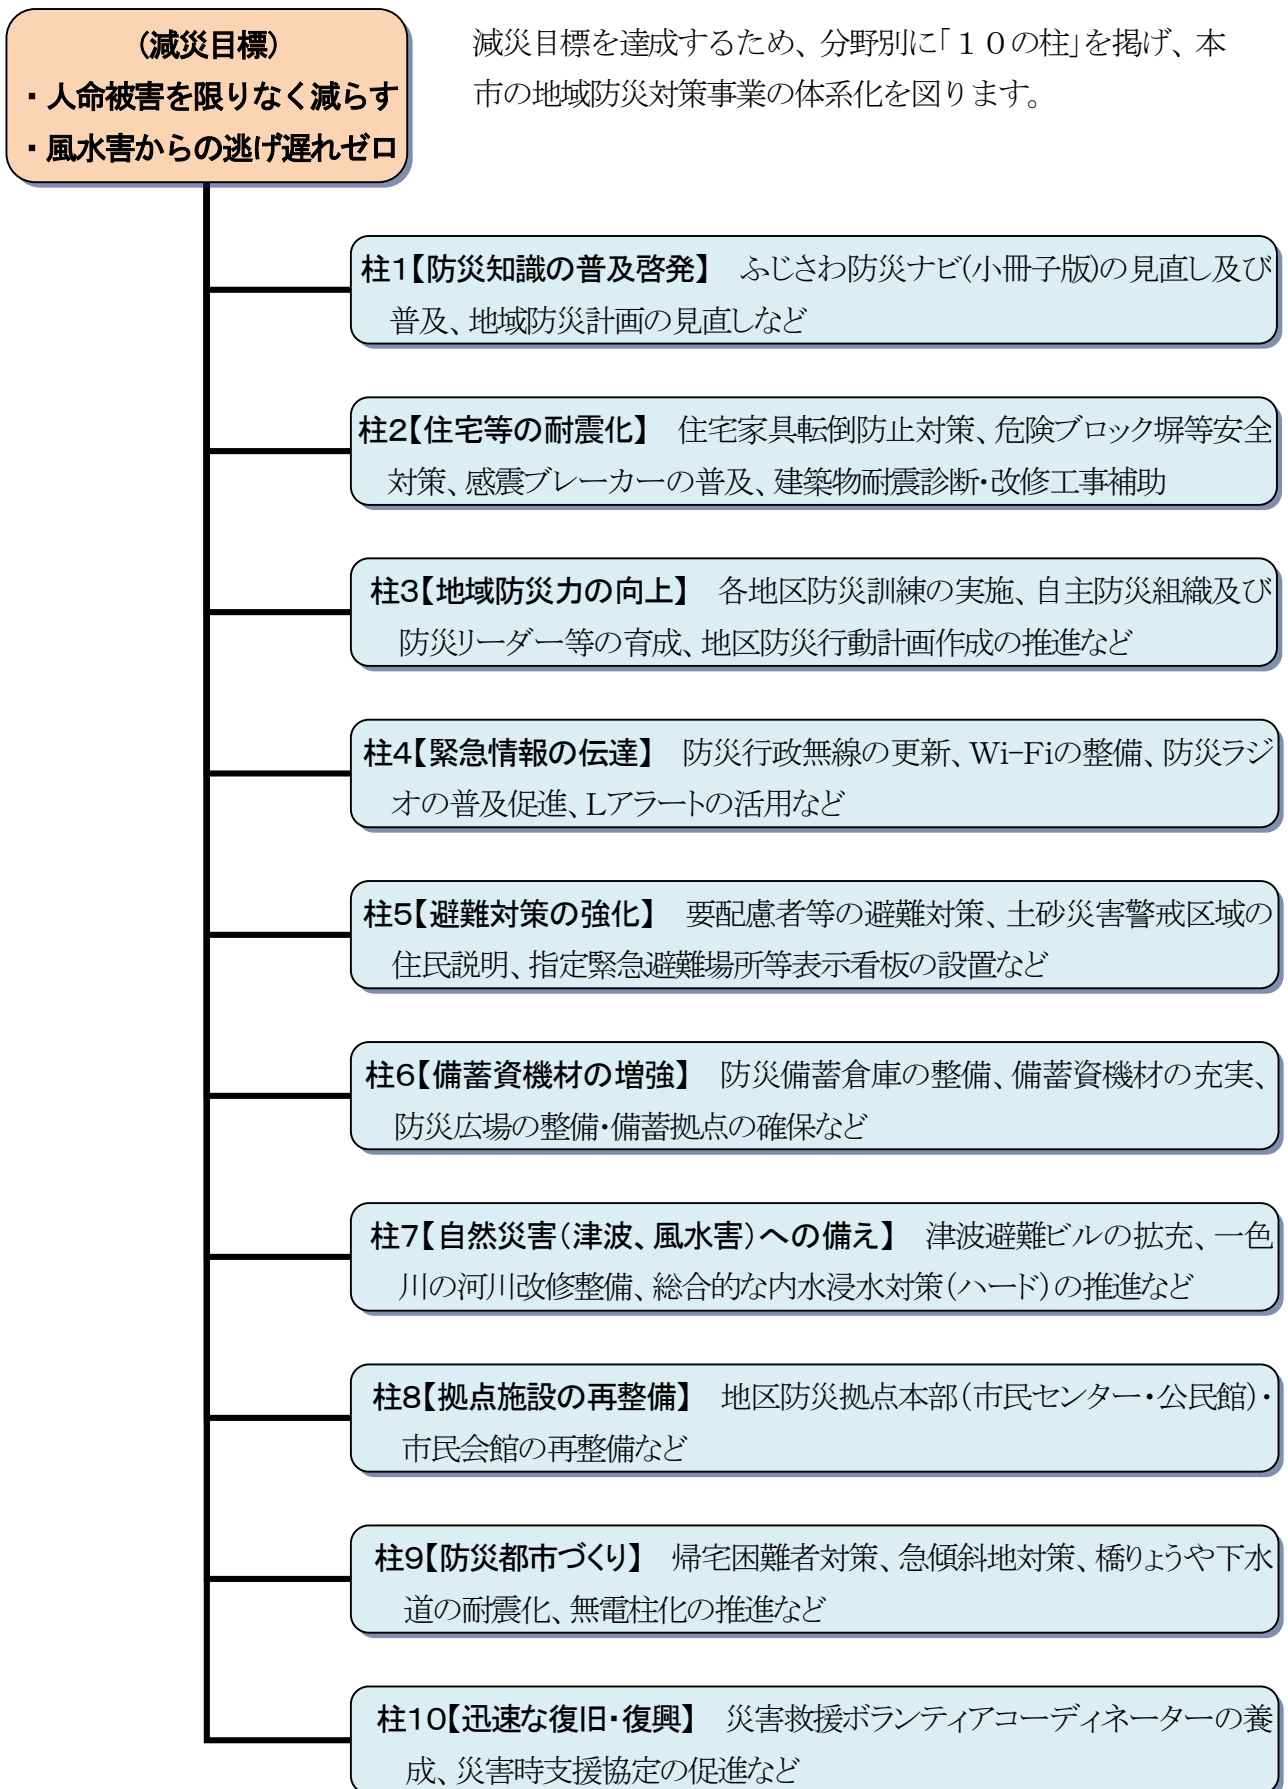 (減災目標)
・人命被害を限りなく減らす
・風水害からの逃げ遅れゼロ
減災目標を達成するため、分野別に「１０の柱」を掲げ、本
市の地域防災対策事業の体系化を図ります。
柱1【防災知識の普及啓発】　ふじさわ防災ナビ(小冊子版)の見直し及び
普及、地域防災計画の見直しなど
柱2【住宅等の耐震化】　住宅家具転倒防止対策、危険ブロック塀等安全
対策、感震ブレーカーの普及、建築物耐震診断・改修工事補助
柱3【地域防災力の向上】　各地区防災訓練の実施、自主防災組織及び
防災リーダー等の育成、地区防災行動計画作成の推進など
柱4【緊急情報の伝達】　防災行政無線の更新、Wi-Fiの整備、防災ラジ
オの普及促進、Lアラートの活用など
柱5【避難対策の強化】　要配慮者等の避難対策、土砂災害警戒区域の
住民説明、指定緊急避難場所等表示看板の設置など
柱6【備蓄資機材の増強】　防災備蓄倉庫の整備、備蓄資機材の充実、
防災広場の整備・備蓄拠点の確保など
柱7【自然災害（津波、風水害）への備え】　津波避難ビルの拡充、一色
川の河川改修整備、総合的な内水浸水対策（ハード）の推進など
柱8【拠点施設の再整備】　地区防災拠点本部（市民センター・公民館）・
市民会館の再整備など
柱9【防災都市づくり】　帰宅困難者対策、急傾斜地対策、橋りょうや下水
道の耐震化、無電柱化の推進など
柱10【迅速な復旧・復興】　災害救援ボランティアコーディネーターの養
成、災害時支援協定の促進など